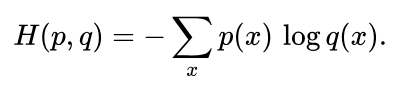 H(p, q) = − ∑ₓ p(x) log q(x).